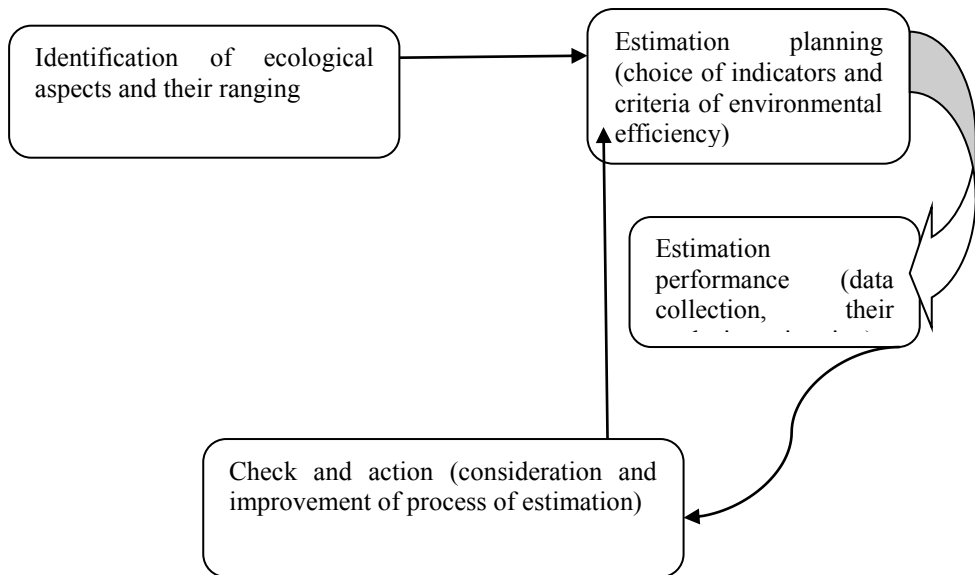 Identification of ecological
aspects and their ranging
Estimation planning
(choice of indicators and
criteria of environmental
efficiency)
Estimation
performance (data
collection, their
Check and action (consideration and
improvement of process of estimation)